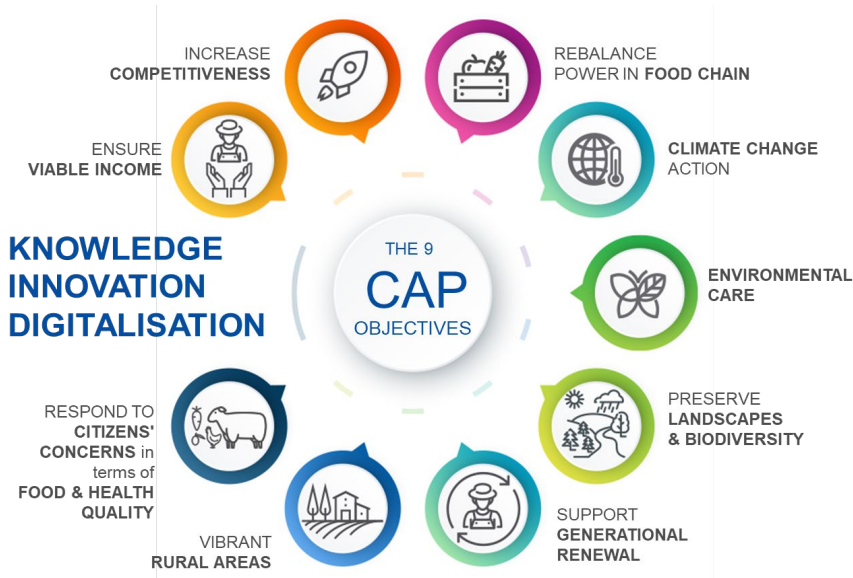 INCREASE
COMPETITIVENESS
REBALANCE
POWER IN FOOD CHAIN
ENSURE
VIABLE INCOME
CLIMATE CHANGE
ACTION
KNOWLEDGE
INNOVATION
DIGITALISATION
THE 9
CAP
OBJECTIVES
ENVIRONMENTAL
CARE
RESPOND TO
CITIZENS'
CONCERNS in
terms of
FOOD & HEALTH
QUALITY
PRESERVE
LANDSCAPES
& BIODIVERSITY
VIBRANT
RURAL AREAS
SUPPORT
GENERATIONAL
RENEWAL